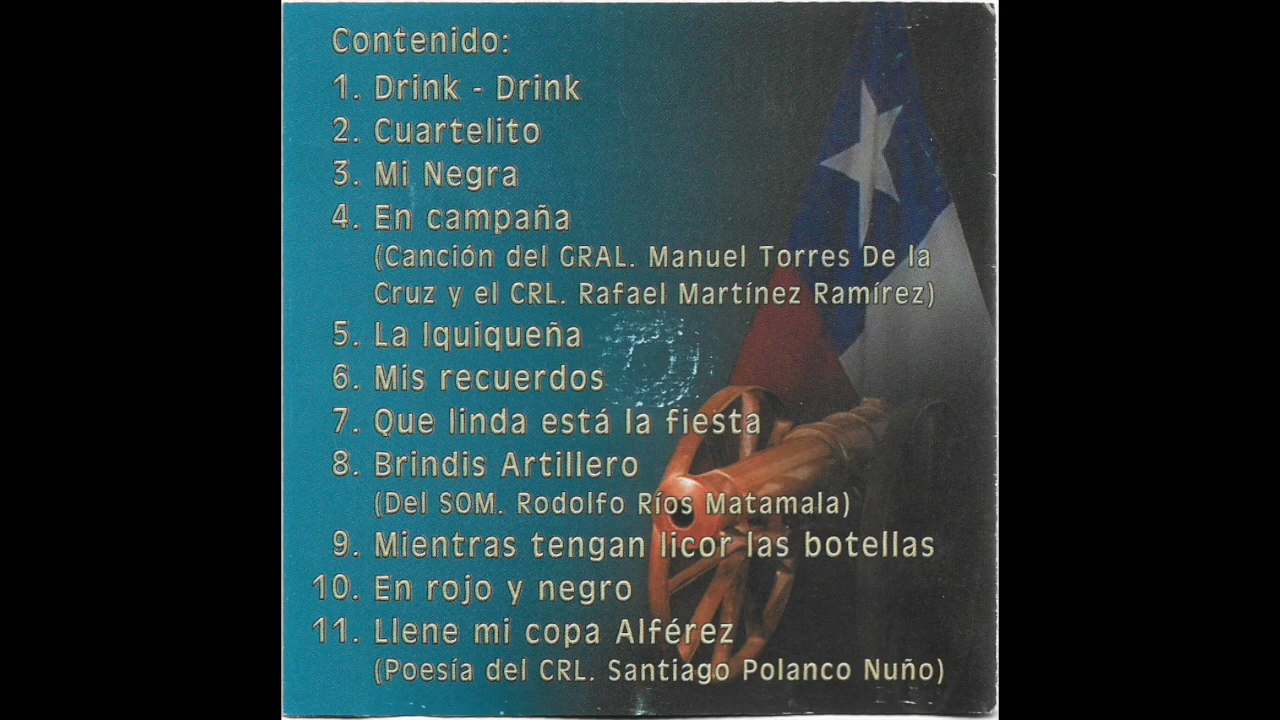 Contenido:
1. Drink - Drink
2. Cuartelito
3. Mi Negra
4. En campaña
(Canción del GRAL. Manuel Torres De la
Cruz y el CRL. Rafael Martínez Ramírez)
5. La Iquiqueña
6. Mis recuerdos
7. Que linda está la fiesta
8. Brindis Artillero
(Del SOM. Rodolfo Ríos Matamala)
9. Mientras tengan licor las botellas
10. En rojo y negro
11. Llene mi copa Alférez
(Poesía del CRL. Santiago Polanco Nuño)